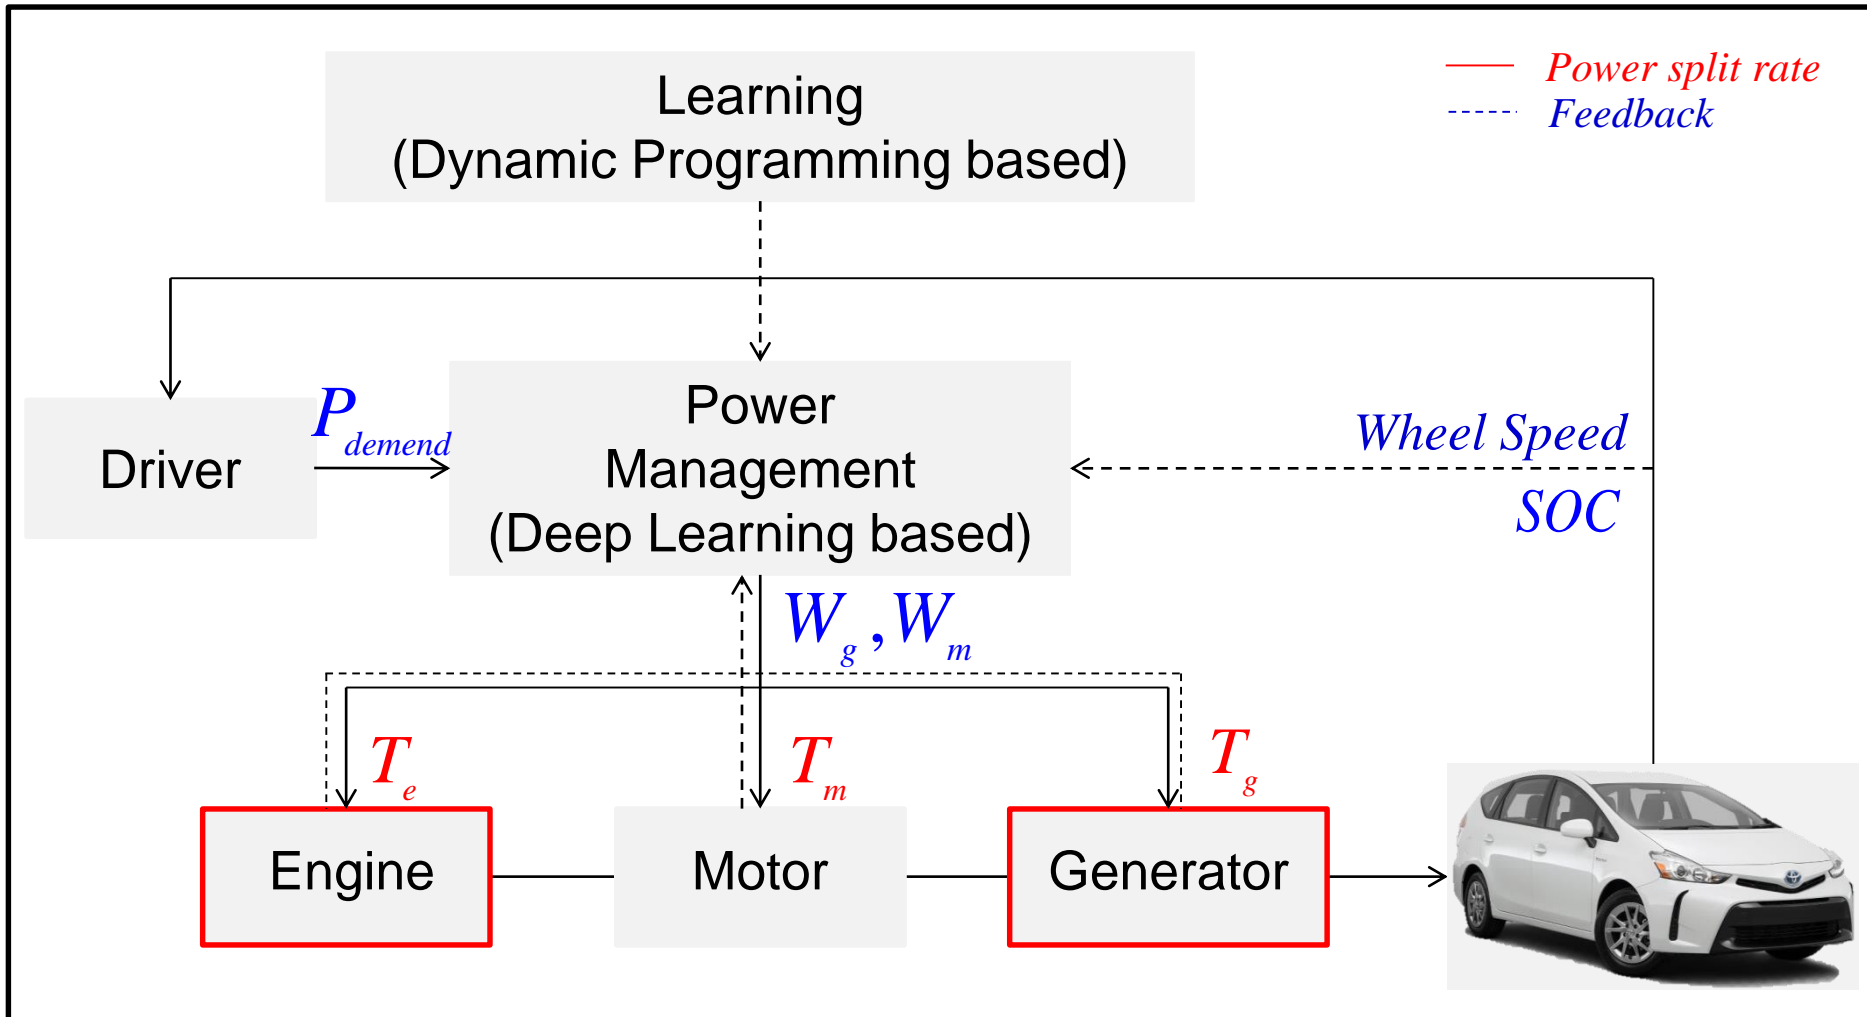 Learning
(Dynamic Programming based)
Power split rate
Feedback
Driver
P demend
Power
Management
(Deep Learning based)
Wheel Speed
SOC
W g , W m
T e
T m
T g
Engine
Motor
Generator